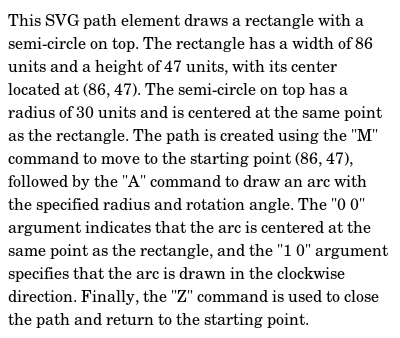 This SVG path element draws a rectangle with a
semi-circle on top. The rectangle has a width of 86
units and a height of 47 units, with its center
located at (86, 47). The semi-circle on top has a
radius of 30 units and is centered at the same point
as the rectangle. The path is created using the "M"
command to move to the starting point (86, 47),
followed by the "A" command to draw an arc with
the specified radius and rotation angle. The "0 0"
argument indicates that the arc is centered at the
same point as the rectangle, and the "1 0" argument
specifies that the arc is drawn in the clockwise
direction. Finally, the "Z" command is used to close
the path and return to the starting point.